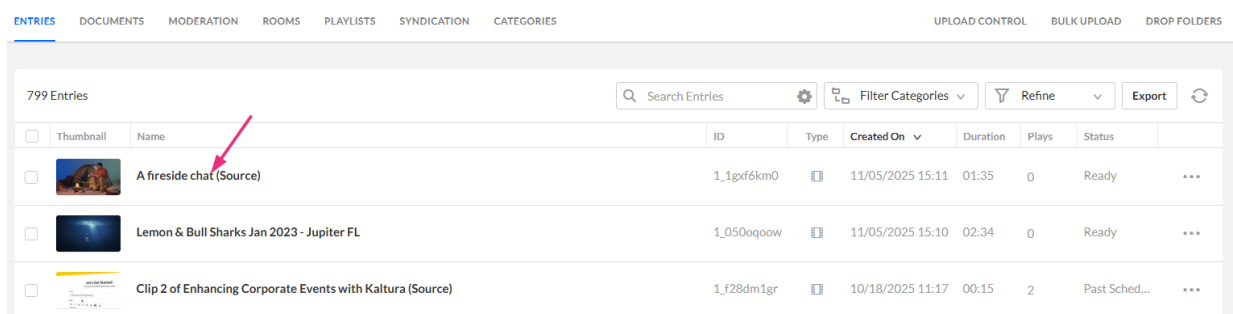 ENTRIES DOCUMENTS MODERATION ROOMS PLAYLISTS SYNDICATION CATEGORIES UPLOAD CONTROL BULK UPLOAD DROP FOLDERS
799 Entries Search Entries Filter Categories Refine Export
Thumbnail Name ID Type Created On Duration Plays Status
A fireside chat (Source) 1_1gxf6km0 11/05/2025 15:11 01:35 0 Ready
Lemon & Bull Sharks Jan 2023 - Jupiter FL 1_050oqoow 11/05/2025 15:10 02:34 0 Ready
Clip 2 of Enhancing Corporate Events with Kaltura (Source) 1_f28dm1gr 10/18/2025 11:17 00:15 2 Past Sched...